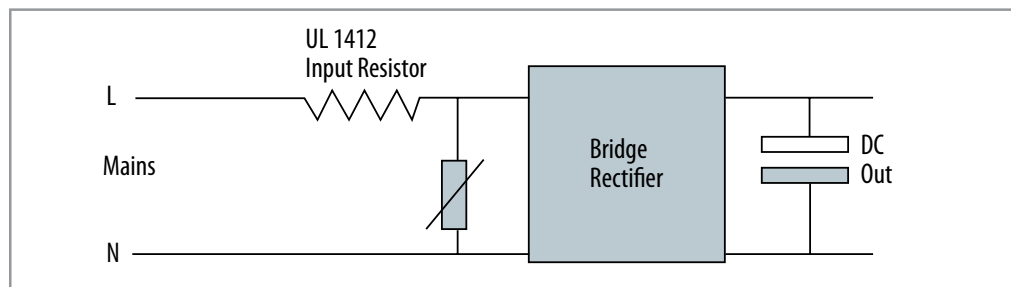 UL 1412
Input Resistor
L
Mains
N
Bridge
Rectifier
DC
Out